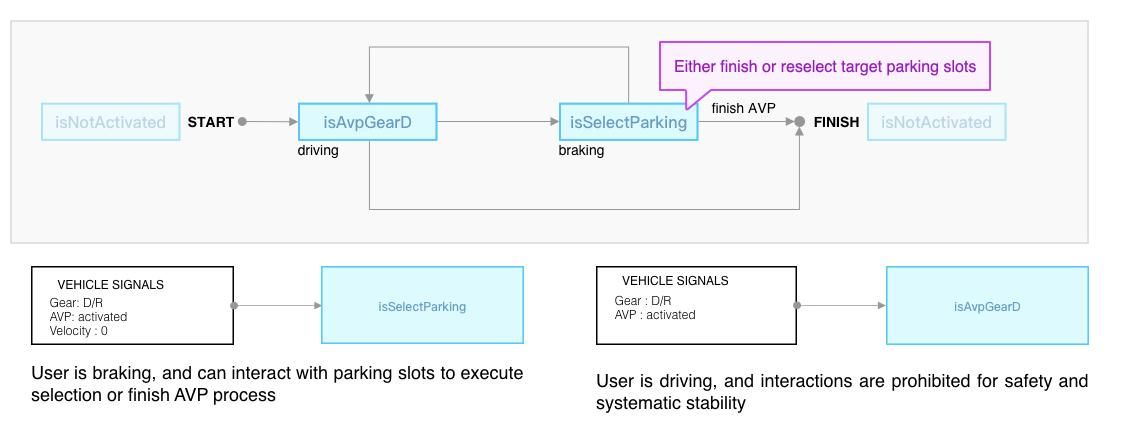 Either finish or reselect target parking slots
isNotActivated
START
isAvpGearD
isSelectParking
finish AVP
FINISH
isNotActivated
driving
braking
VEHICLE SIGNALS
Gear: D/R
AVP: activated
Velocity : 0
isSelectParking
User is braking, and can interact with parking slots to execute
selection or finish AVP process
VEHICLE SIGNALS
Gear : D/R
AVP : activated
isAvpGearD
User is driving, and interactions are prohibited for safety and
systematic stability